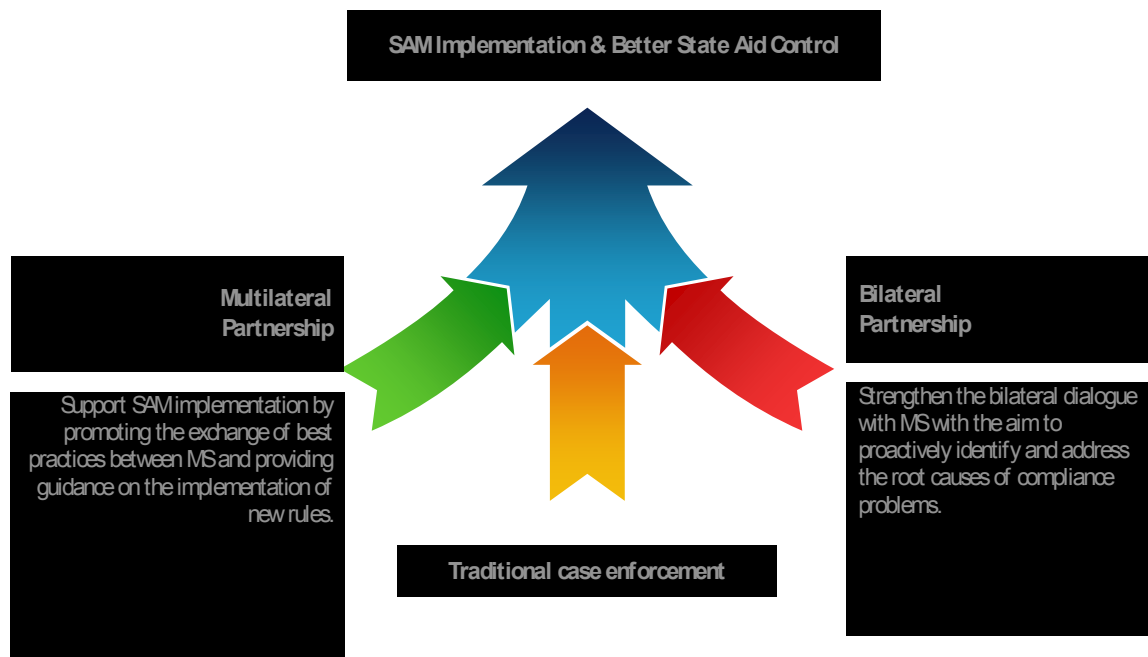 SAM Implementation & Better State Aid Control
Multilateral
Partnership
Support SAM implementation by
promoting the exchange of best
practices between MS and providing
guidance on the implementation of
new rules.
Bilateral
Partnership
Strengthen the bilateral dialogue
with MS with the aim to
proactively identify and address
the root causes of compliance
problems.
Traditional case enforcement